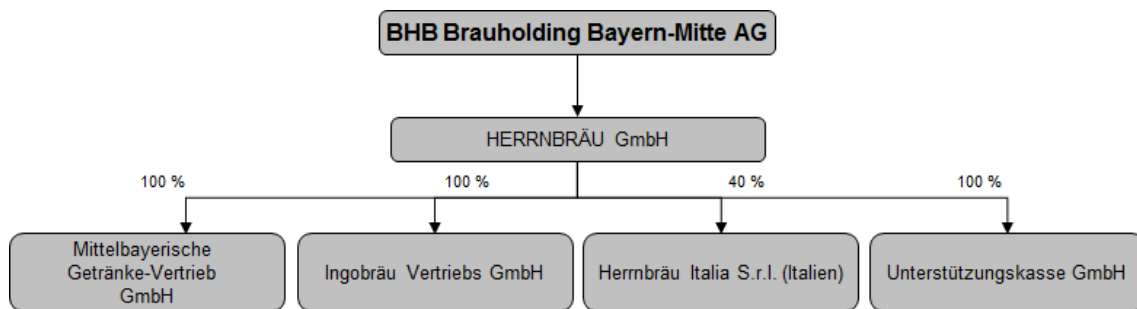 BHB Brauholding Bayern-Mitte AG
HERRNBRÄU GmbH
100 %
100 %
40 %
100 %
Mittelbayerische
Getränke-Vertrieb
GmbH
Ingobräu Vertriebs GmbH
Herrnbräu Italia S.r.l. (Italien)
Unterstützungskasse GmbH